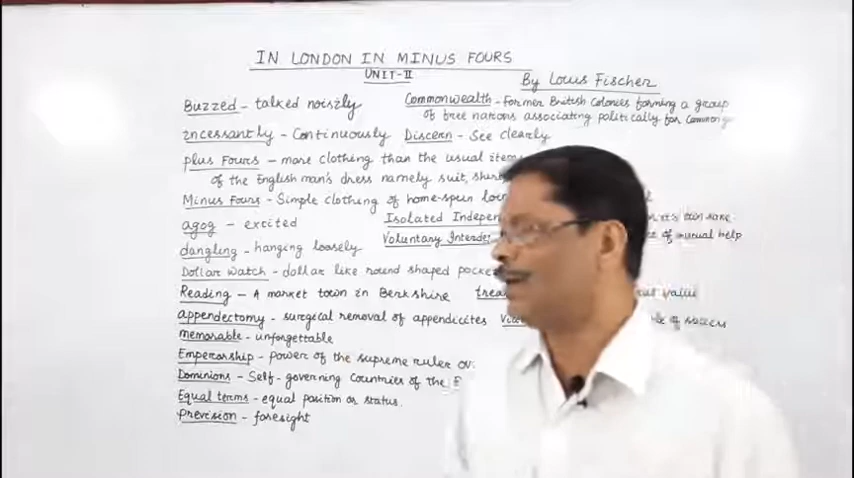 IN LONDON IN MINUS FOURS
UNIT-II
By Louis Fischer
Buzzed - talked noisily
Commonwealth - Former British Colonies forming a group
of free nations associating politically for common
Incessantly - Continuously
Discern - See clearly
Plus Fours - more clothing than the usual
of the English man's dress namely suit,
Minus Fours - Simple clothing of home-spun
agog - excited
Isolated
dangling - hanging loosely
Voluntary
of mutual help
Dollar Watch - dollar like round shaped
Reading - A market town in Berkshire
value
appendectomy - surgical removal of appendicites
of success
memorable - unforgettable
Emperorship - power of the supreme ruler
Dominions - Self-governing Countries of the
Equal terms - equal position or status.
Prevision - foresight